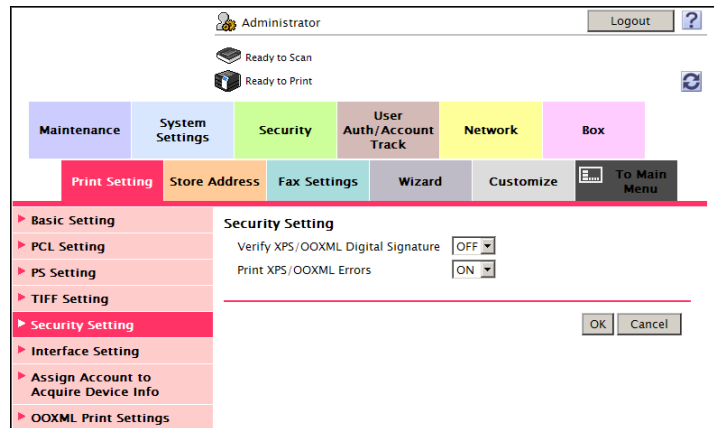 Administrator
Logout
?
Ready to Scan
Ready to Print
Maintenance
System
Settings
Security
User
Auth/Account
Track
Network
Box
Print Setting
Store Address
Fax Settings
Wizard
Customize
To Main
Menu
Basic Setting
PCL Setting
PS Setting
TIFF Setting
Security Setting
Interface Setting
Assign Account to
Acquire Device Info
OOXML Print Settings
Security Setting
Verify XPS/OOXML Digital Signature OFF
Print XPS/OOXML Errors ON
OK Cancel